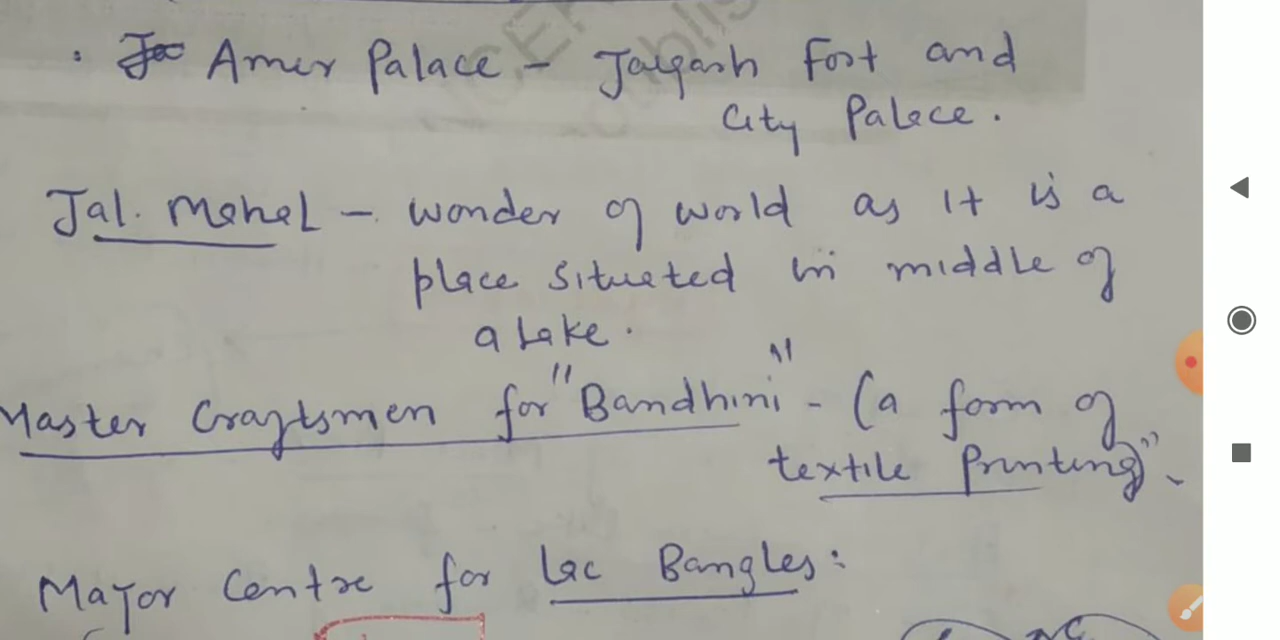 Amer Palace - Jaigarh Fort and
City Palace.
Jal. Mahal - wonder of world as it is a
place situated in middle of
a lake.
Master Craftsmen for "Bandhini" - (a form of
textile Printing".
Major Centre for Lac Bangles: